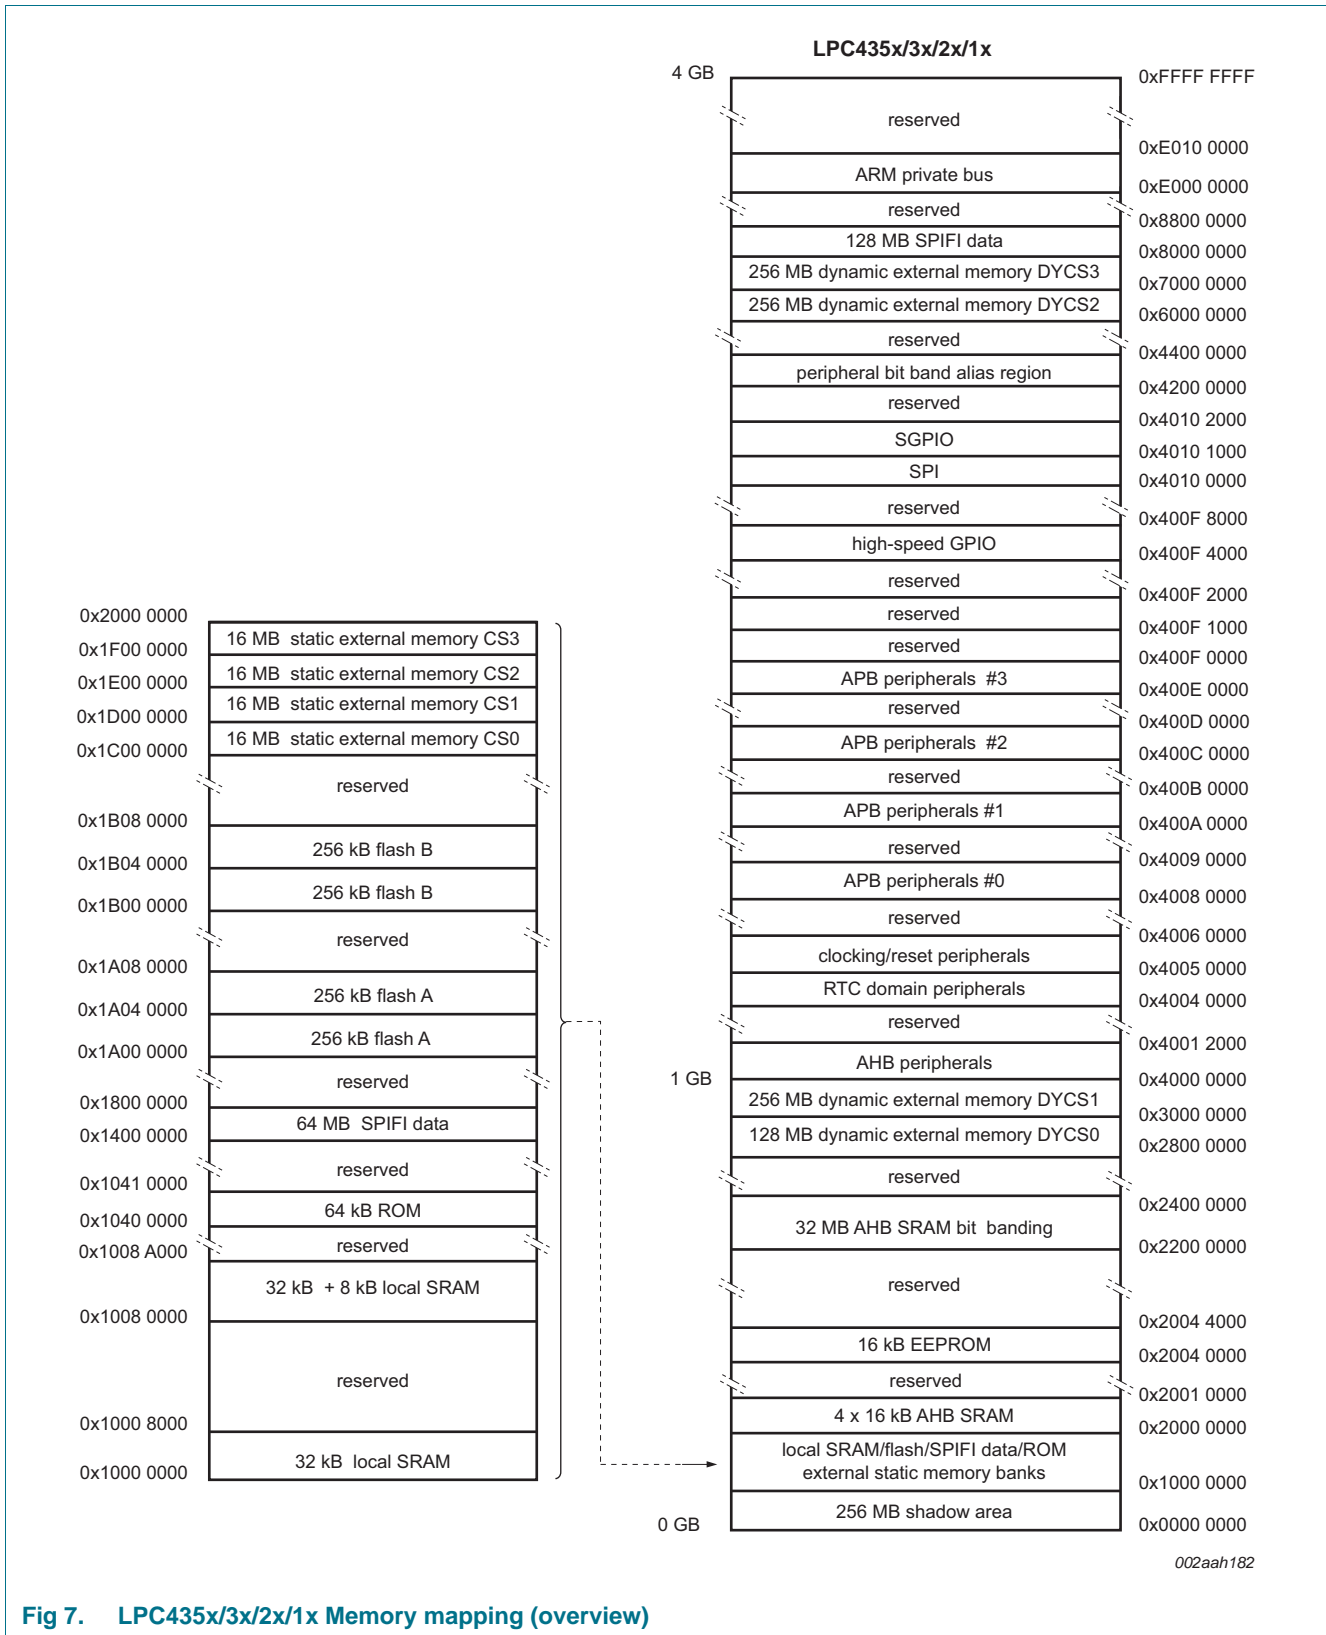 LPC435x/3x/2x/1x
4 GB
0xFFFF FFFF
reserved
0xE010 0000
ARM private bus
0xE000 0000
reserved
0x8800 0000
128 MB SPIFI data
0x8000 0000
256 MB dynamic external memory DYCS3
0x7000 0000
256 MB dynamic external memory DYCS2
0x6000 0000
reserved
0x4400 0000
peripheral bit band alias region
0x4200 0000
reserved
0x4010 2000
SGPIO
0x4010 1000
SPI
0x4010 0000
reserved
0x400F 8000
high-speed GPIO
0x400F 4000
reserved
0x400F 2000
reserved
0x400F 1000
reserved
0x400F 0000
APB peripherals #3
0x400E 0000
reserved
0x400D 0000
APB peripherals #2
0x400C 0000
reserved
0x400B 0000
APB peripherals #1
0x400A 0000
reserved
0x4009 0000
APB peripherals #0
0x4008 0000
reserved
0x4006 0000
clocking/reset peripherals
0x4005 0000
RTC domain peripherals
0x4004 0000
reserved
0x4001 2000
AHB peripherals
1 GB
0x4000 0000
256 MB dynamic external memory DYCS1
0x3000 0000
128 MB dynamic external memory DYCS0
0x2800 0000
reserved
0x2400 0000
32 MB AHB SRAM bit banding
0x2200 0000
reserved
0x2004 4000
16 kB EEPROM
0x2004 0000
reserved
0x2001 0000
4 x 16 kB AHB SRAM
0x2000 0000
local SRAM/flash/SPIFI data/ROM
external static memory banks
0x1000 0000
256 MB shadow area
0 GB
0x0000 0000
0x2000 0000
16 MB static external memory CS3
0x1F00 0000
16 MB static external memory CS2
0x1E00 0000
16 MB static external memory CS1
0x1D00 0000
16 MB static external memory CS0
0x1C00 0000
reserved
0x1B08 0000
256 kB flash B
0x1B04 0000
256 kB flash B
0x1B00 0000
reserved
0x1A08 0000
256 kB flash A
0x1A04 0000
256 kB flash A
0x1A00 0000
reserved
0x1800 0000
64 MB SPIFI data
0x1400 0000
reserved
0x1041 0000
64 kB ROM
0x1040 0000
reserved
0x1008 A000
32 kB + 8 kB local SRAM
0x1008 0000
reserved
0x1000 8000
32 kB local SRAM
0x1000 0000
002aah182
Fig 7. LPC435x/3x/2x/1x Memory mapping (overview)